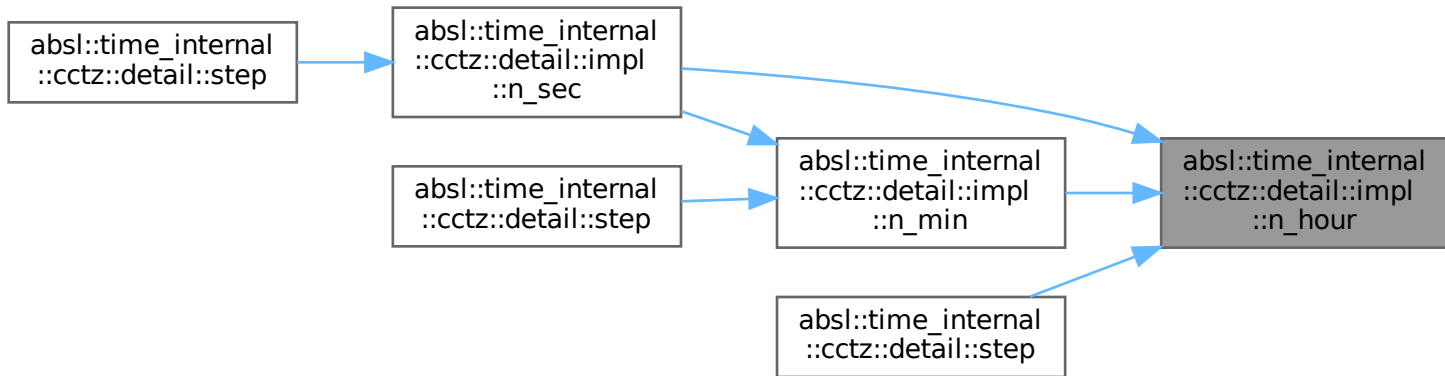 absl::time_internal
::cctz::detail::step
absl::time_internal
::cctz::detail::impl
::n_sec
absl::time_internal
::cctz::detail::step
absl::time_internal
::cctz::detail::impl
::n_min
absl::time_internal
::cctz::detail::impl
::n_hour
absl::time_internal
::cctz::detail::step